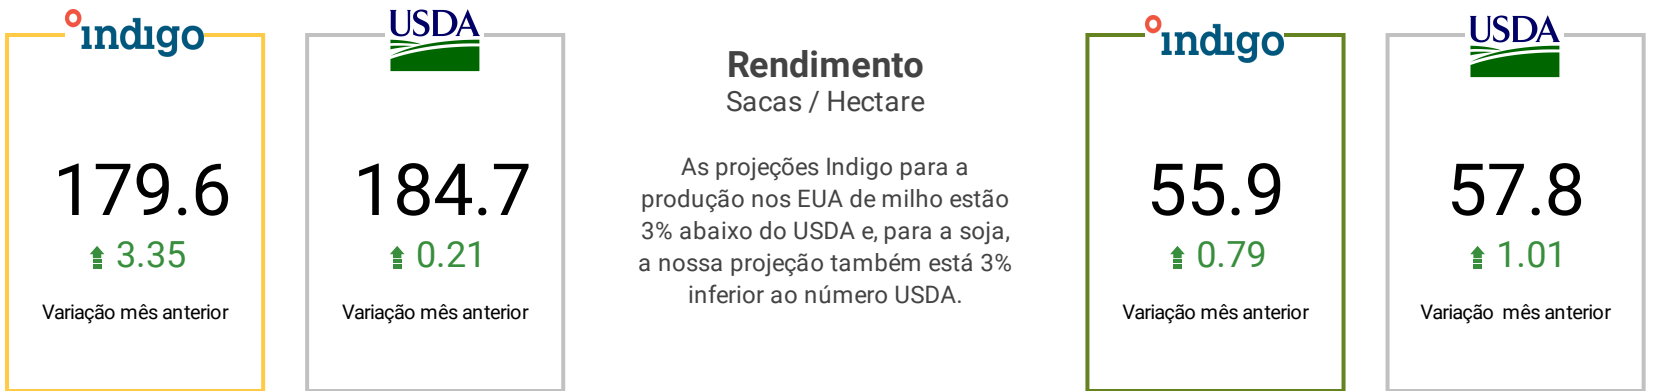 indigo
179.6
3.35
Variação mês anterior
USDA
184.7
0.21
Variação mês anterior
Rendimento
Sacas / Hectare
As projeções Indigo para a
produção nos EUA de milho estão
3% abaixo do USDA e, para a soja,
a nossa projeção também está 3%
inferior ao número USDA.
indigo
55.9
0.79
Variação mês anterior
USDA
57.8
1.01
Variação mês anterior